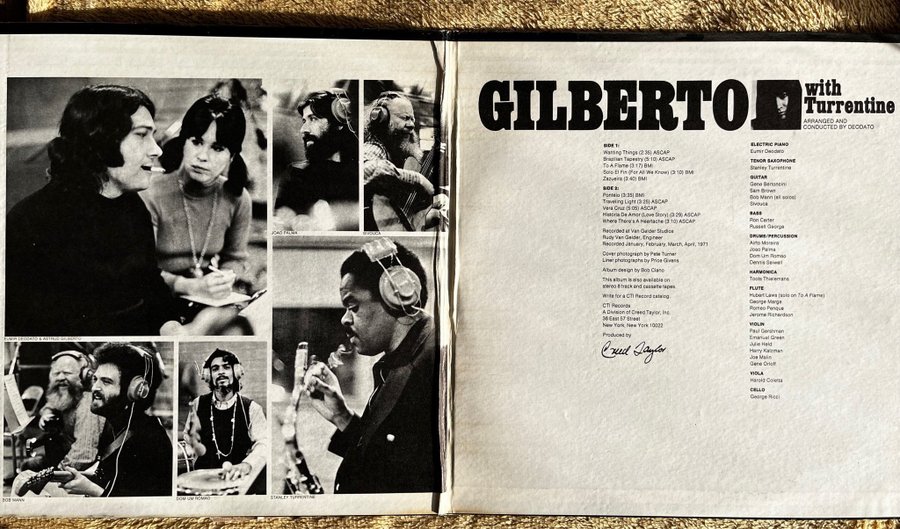 GILBERTO
with
Turrentine
ARRANGED AND
CONDUCTED BY DEODATO
JOAO PALMA
SIVOUCA
EUMIR DEODATO & ASTRUD GILBERTO
BOB MANN
DOM UM ROMAO
STANLEY TURRENTINE
SIDE 1:
Wanting Things (2:35) ASCAP
Brazilian Tapestry (5:10) ASCAP
To A Flame (3:17) BMI
Solo El Fin (For All We Know) (3:10) BMI
Zazueira (3:40) BMI
SIDE 2:
Ponteio (3:35) BMI
Traveling Light (3:25) ASCAP
Vera Cruz (5:05) ASCAP
Historia De Amor (Love Story) (3:29) ASCAP
Where There's A Heartache (3:10) ASCAP
Recorded at Van Gelder Studios
Rudy Van Gelder, Engineer
Recorded January, February, March, April, 1971
Cover photograph by Pete Turner
Liner photographs by Price Givens
Album design by Bob Ciano
This album is also available on
stereo 8 track and cassette tapes.
Write for a CTI Record catalog.
CTI Records
A Division of Creed Taylor, Inc.
36 East 57 Street
New York, New York 10022
Produced by
Creed Taylor
ELECTRIC PIANO
Eumir Deodato
TENOR SAXOPHONE
Stanley Turrentine
GUITAR
Gene Bertoncini
Sam Brown
Bob Mann (all solos)
Sivouca
BASS
Ron Carter
Russell George
DRUMS/PERCUSSION
Airto Moreira
Joao Palma
Dom Um Romao
Dennis Seiwell
HARMONICA
Toots Thielemans
FLUTE
Hubert Laws (solo on To A Flame)
George Marge
Romeo Penque
Jerome Richardson
VIOLIN
Paul Gershman
Emanuel Green
Julie Held
Harry Katzman
Joe Malin
Gene Orloff
VIOLA
Harold Coletta
CELLO
George Ricci